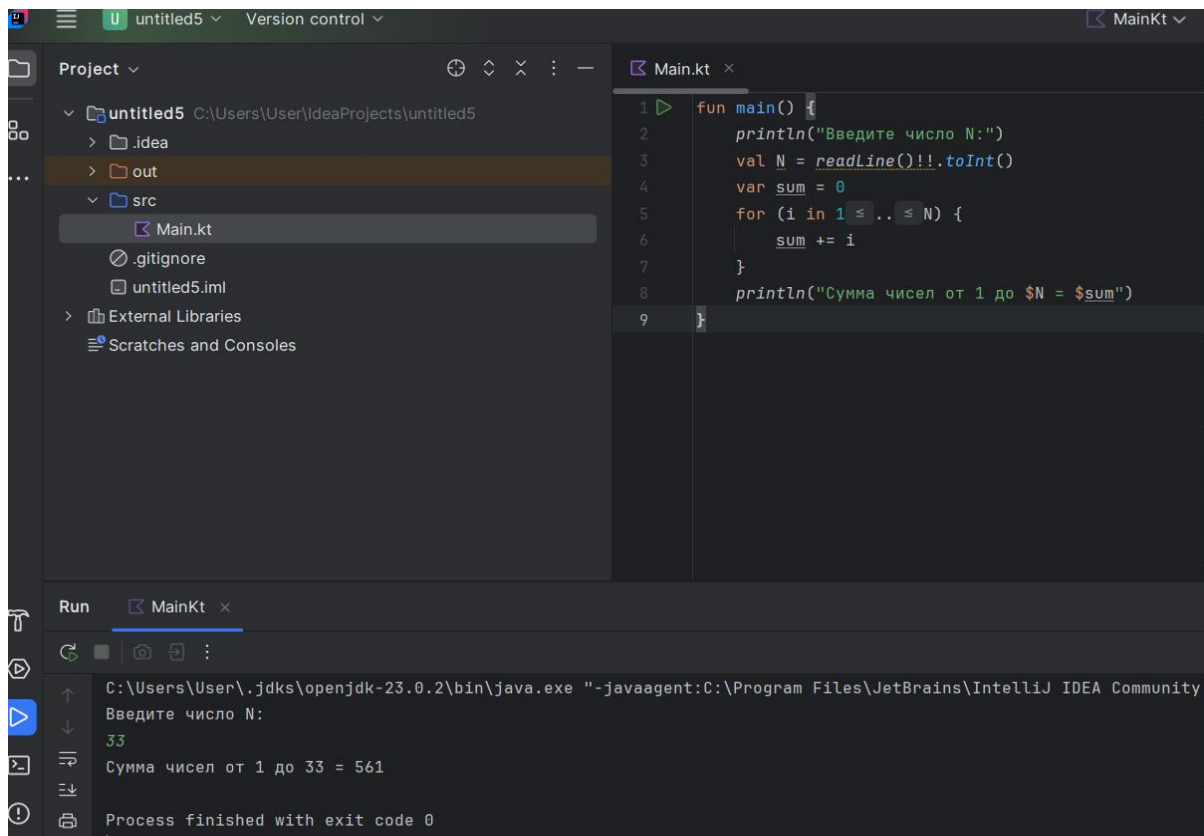 U untitled5 Version control MainKt
Project
untitled5 C:\Users\User\IdeaProjects\untitled5
.idea
out
src
Main.kt
.gitignore
untitled5.iml
External Libraries
Scratches and Consoles
Main.kt
1 fun main() {
2 println("Введите число N:")
3 val N = readLine()!!.toInt()
4 var sum = 0
5 for (i in 1 ≤ .. ≤ N) {
6 sum += i
7 }
8 println("Сумма чисел от 1 до $N = $sum")
9 }
Run MainKt
C:\Users\User\.jdks\openjdk-23.0.2\bin\java.exe "-javaagent:C:\Program Files\JetBrains\IntelliJ IDEA Community
Введите число N:
33
Сумма чисел от 1 до 33 = 561
Process finished with exit code 0